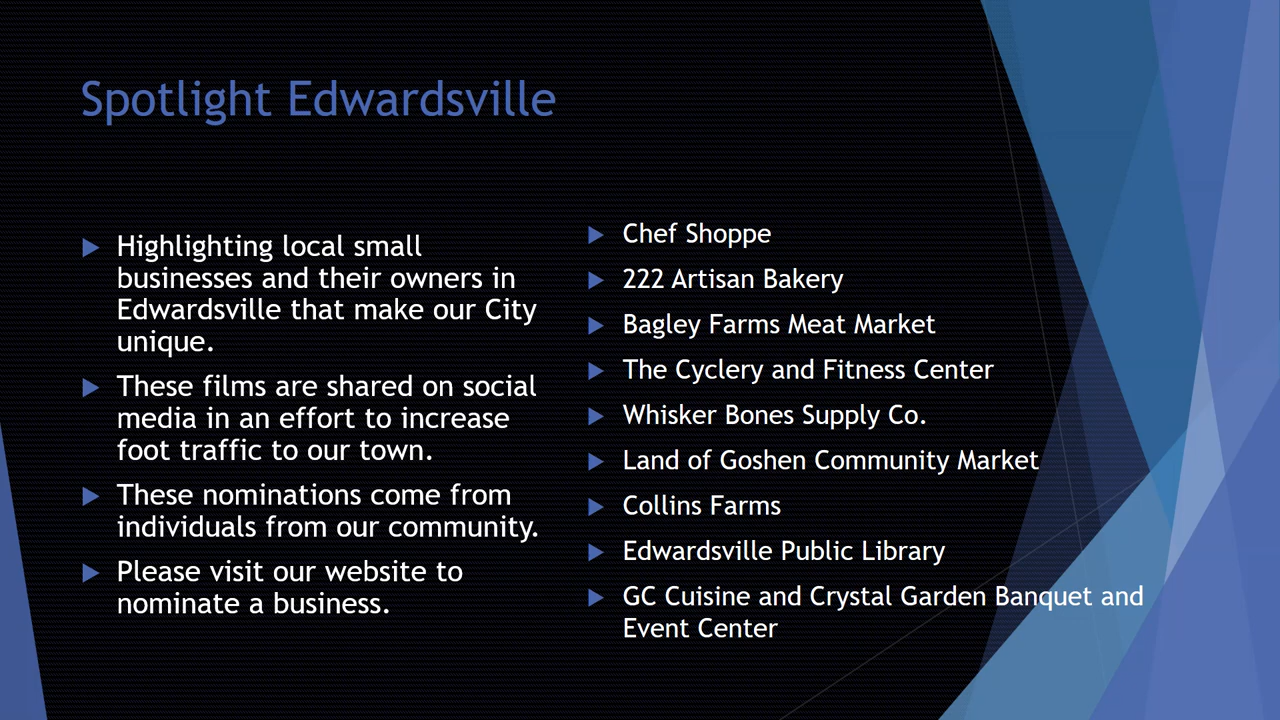 Spotlight Edwardsville
Highlighting local small
businesses and their owners in
Edwardsville that make our City
unique.
These films are shared on social
media in an effort to increase
foot traffic to our town.
These nominations come from
individuals from our community.
Please visit our website to
nominate a business.
Chef Shoppe
222 Artisan Bakery
Bagley Farms Meat Market
The Cyclery and Fitness Center
Whisker Bones Supply Co.
Land of Goshen Community Market
Collins Farms
Edwardsville Public Library
GC Cuisine and Crystal Garden Banquet and
Event Center